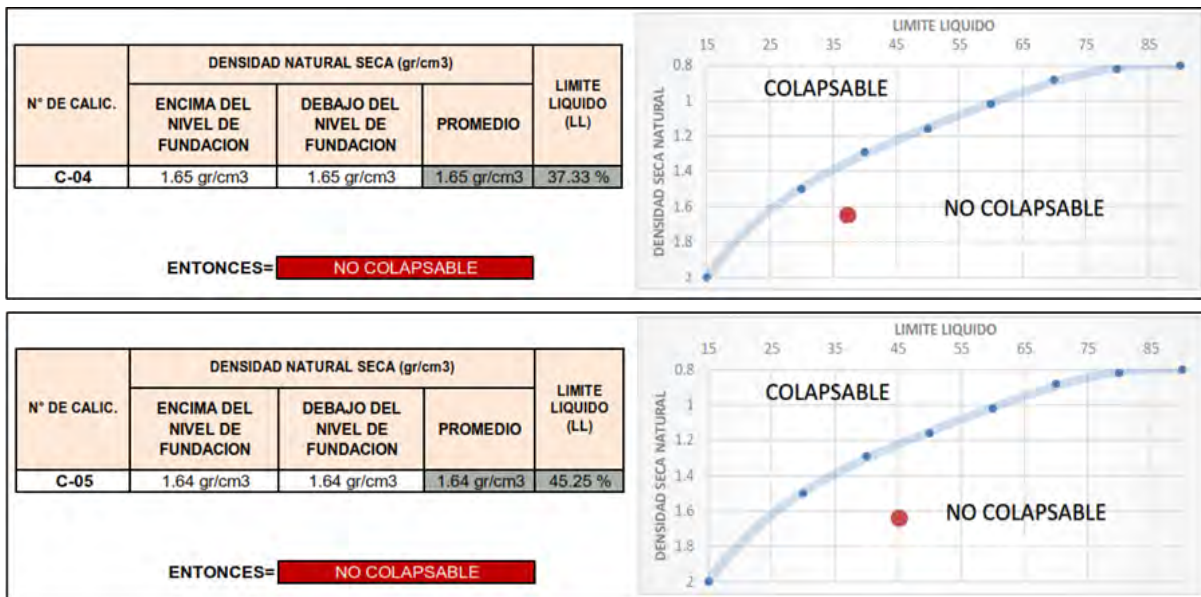 DENSIDAD NATURAL SECA (gr/cm3)
N° DE CALIC.
ENCIMA DEL NIVEL DE FUNDACION
DEBAJO DEL NIVEL DE FUNDACION
PROMEDIO
LIMITE LIQUIDO (LL)
C-04 1.65 gr/cm3 1.65 gr/cm3 1.65 gr/cm3 37.33 %
ENTONCES= NO COLAPSABLE
LIMITE LIQUIDO
15 25 35 45 55 65 75 85
DENSIDAD SECA NATURAL
0.8
1
1.2
1.4
1.6
1.8
2
COLAPSABLE
NO COLAPSABLE
DENSIDAD NATURAL SECA (gr/cm3)
N° DE CALIC.
ENCIMA DEL NIVEL DE FUNDACION
DEBAJO DEL NIVEL DE FUNDACION
PROMEDIO
LIMITE LIQUIDO (LL)
C-05 1.64 gr/cm3 1.64 gr/cm3 1.64 gr/cm3 45.25 %
ENTONCES= NO COLAPSABLE
LIMITE LIQUIDO
15 25 35 45 55 65 75 85
DENSIDAD SECA NATURAL
0.8
1
1.2
1.4
1.6
1.8
2
COLAPSABLE
NO COLAPSABLE